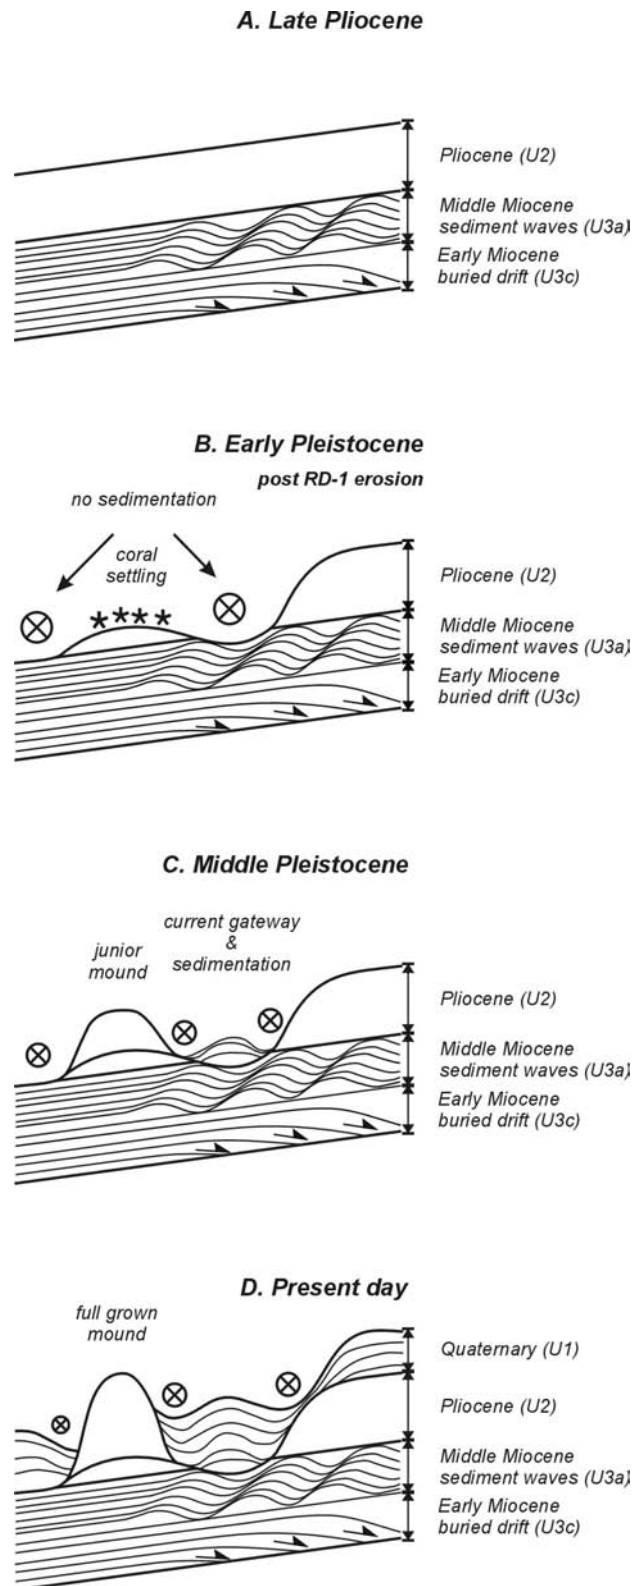 A. Late Pliocene
Pliocene (U2)
Middle Miocene
sediment waves (U3a)
Early Miocene
buried drift (U3c)
B. Early Pleistocene
post RD-1 erosion
no sedimentation
coral
settling
Pliocene (U2)
Middle Miocene
sediment waves (U3a)
Early Miocene
buried drift (U3c)
C. Middle Pleistocene
current gateway
&
sedimentation
junior
mound
Pliocene (U2)
Middle Miocene
sediment waves (U3a)
Early Miocene
buried drift (U3c)
D. Present day
full grown
mound
Quaternary (U1)
Pliocene (U2)
Middle Miocene
sediment waves (U3a)
Early Miocene
buried drift (U3c)